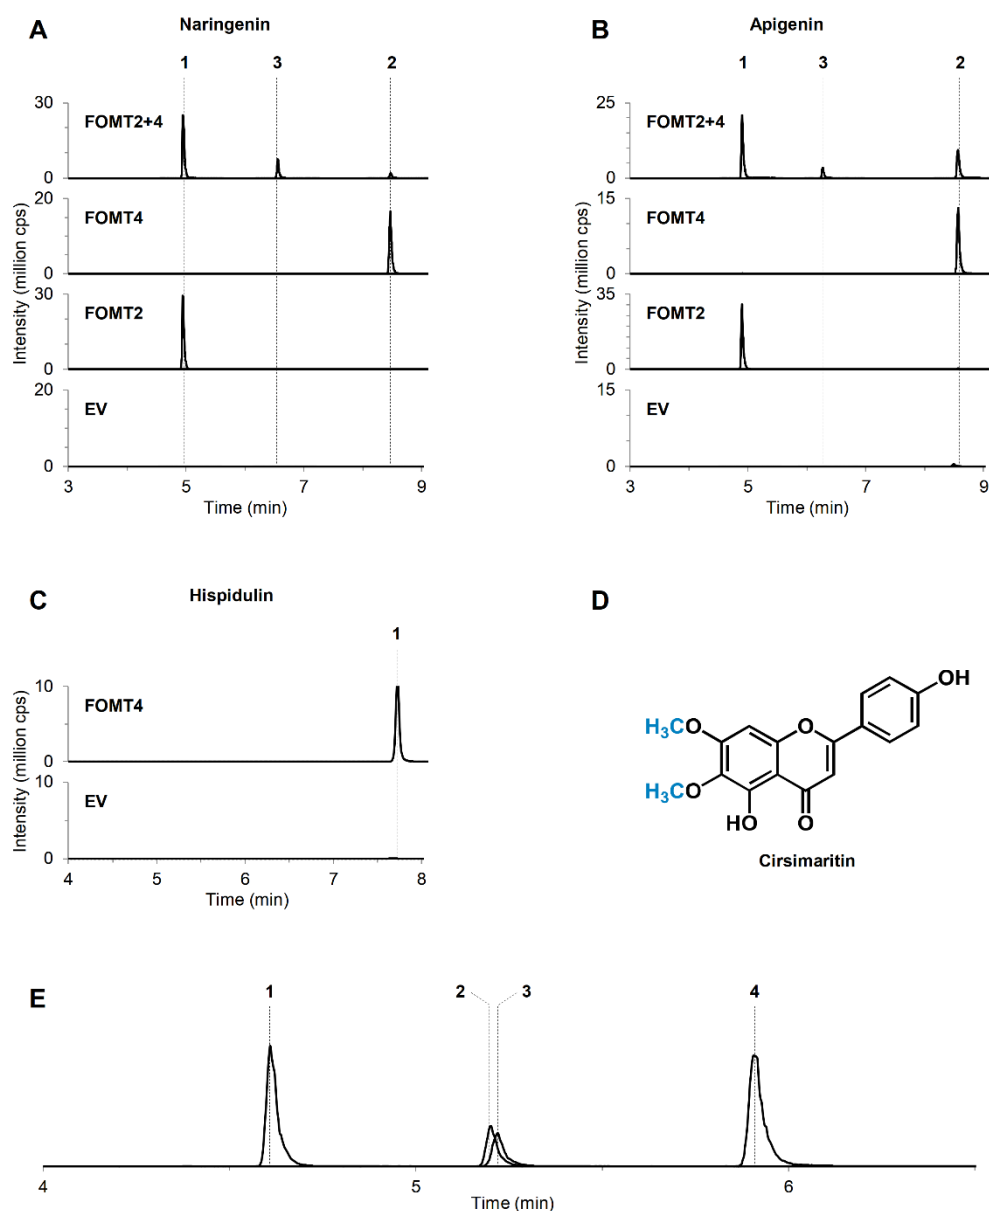 A
Naringenin
1 3 2
30
FOMT2+4
0
20
FOMT4
0
30
FOMT2
0
20
EV
0
3 5 7 9
Time (min)
Intensity (million cps)
B
Apigenin
1 3 2
25
FOMT2+4
0
15
FOMT4
0
35
FOMT2
0
15
EV
0
3 5 7 9
Time (min)
Intensity (million cps)
C
Hispidulin
1
10
FOMT4
0
10
EV
0
4 5 6 7 8
Time (min)
Intensity (million cps)
D
OH
H₃C O O
H₃C O
HO O
Cirsimaritin
E
1 2 3 4
4 5 6
Time (min)